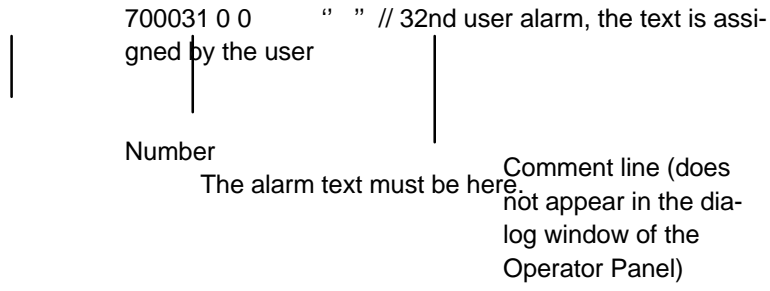 700031 0 0 ‘’ ” // 32nd user alarm, the text is assi-
gned by the user
Number
The alarm text must be here.
Comment line (does
not appear in the dia-
log window of the
Operator Panel)